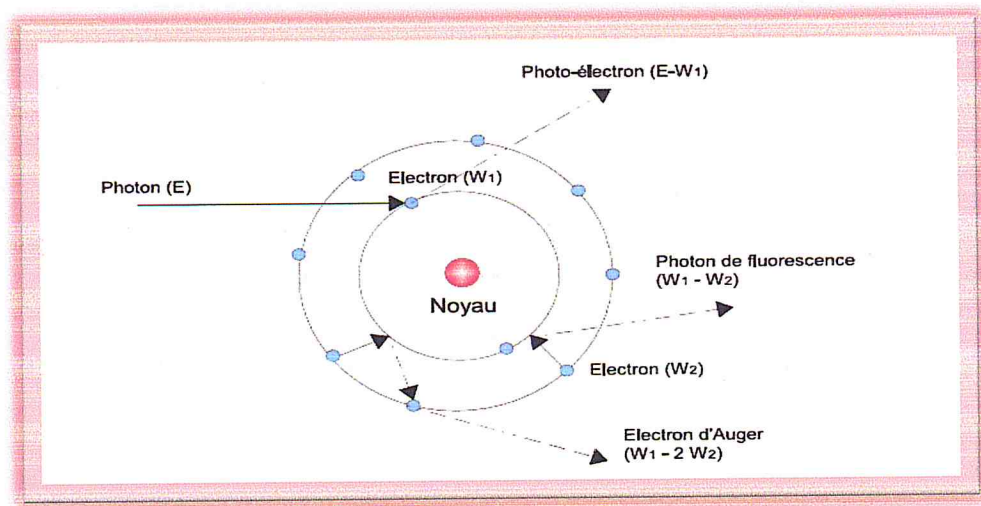 Photo-électron (E-W1)
Photon (E)
Electron (W1)
Photon de fluorescence
(W1 - W2)
Noyau
Electron (W2)
Electron d'Auger
(W1 - 2 W2)